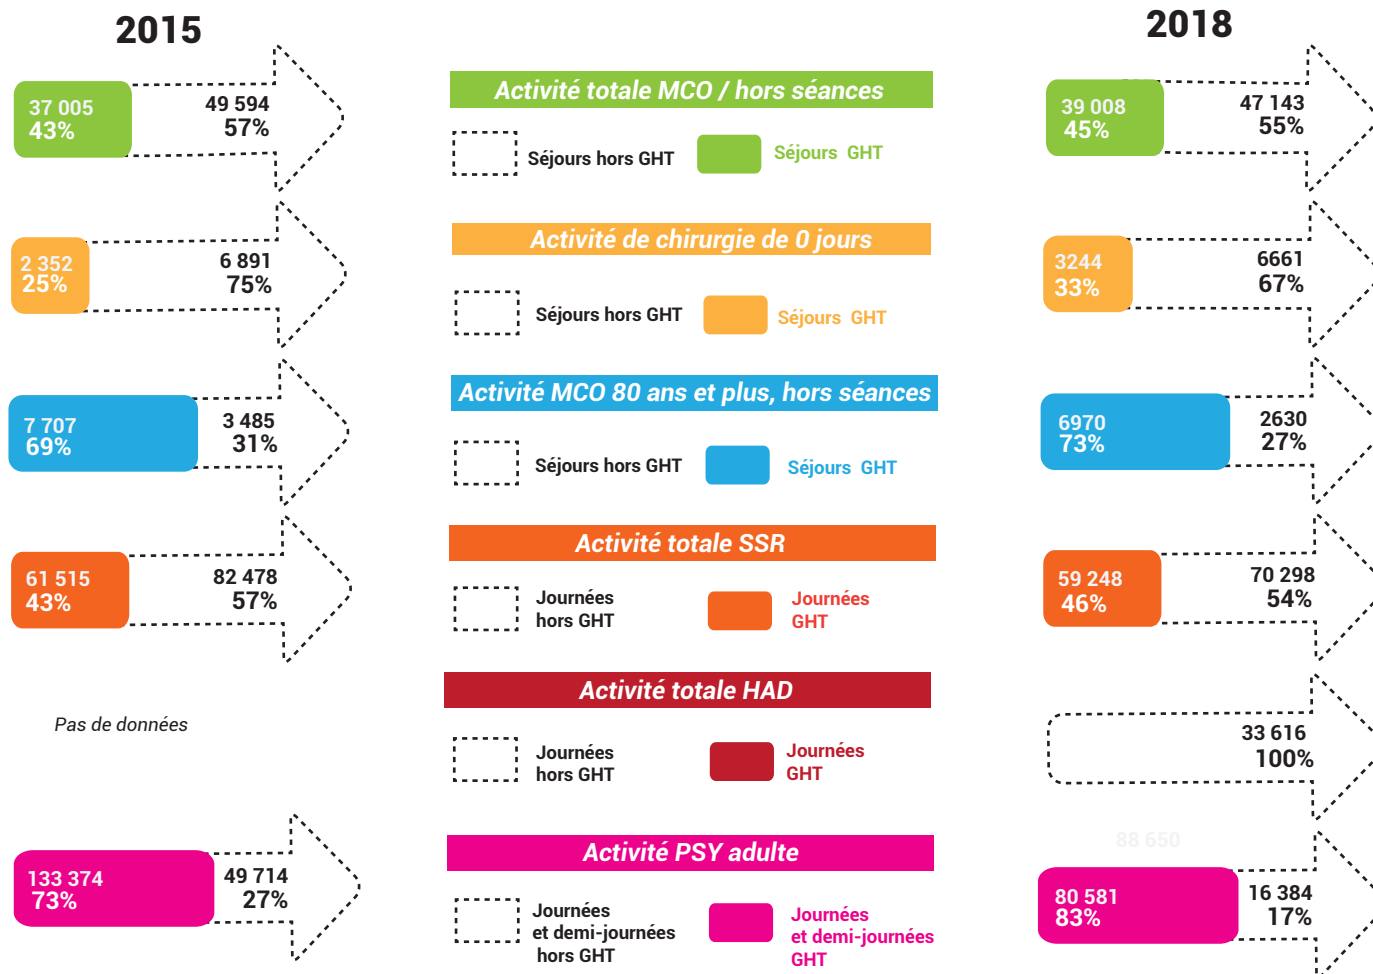 2015
2018
37 005
43%
49 594
57%
Activité totale MCO / hors séances
Séjours hors GHT
Séjours GHT
39 008
45%
47 143
55%
2 352
25%
6 891
75%
Activité de chirurgie de 0 jours
Séjours hors GHT
Séjours GHT
3244
33%
6661
67%
7 707
69%
3 485
31%
Activité MCO 80 ans et plus, hors séances
Séjours hors GHT
Séjours GHT
6970
73%
2630
27%
61 515
43%
82 478
57%
Activité totale SSR
Journées
hors GHT
Journées
GHT
59 248
46%
70 298
54%
Pas de données
Activité totale HAD
Journées
hors GHT
Journées
GHT
33 616
100%
133 374
73%
49 714
27%
Activité PSY adulte
Journées
et demi-journées
hors GHT
Journées
et demi-journées
GHT
88 650
80 581
83%
16 384
17%